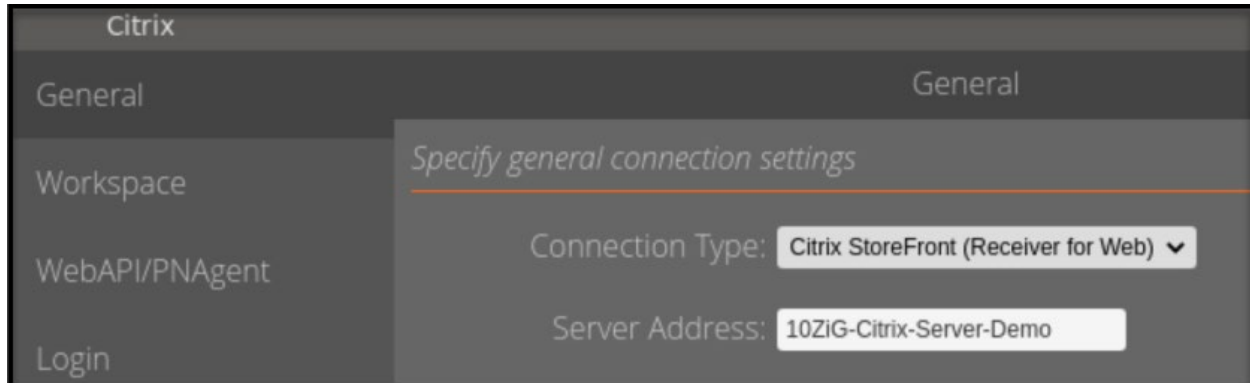 Citrix
General
General
Specify general connection settings
Workspace
Connection Type: Citrix StoreFront (Receiver for Web)
WebAPI/PNAgent
Server Address: 10ZiG-Citrix-Server-Demo
Login